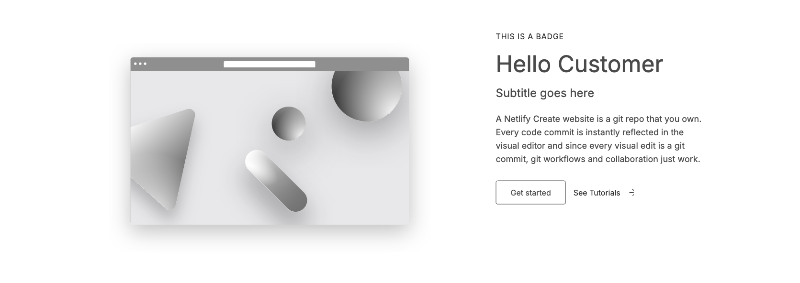 THIS IS A BADGE
Hello Customer
Subtitle goes here
A Netlify Create website is a git repo that you own.
Every code commit is instantly reflected in the
visual editor and since every visual edit is a git
commit, git workflows and collaboration just work.
Get started
See Tutorials